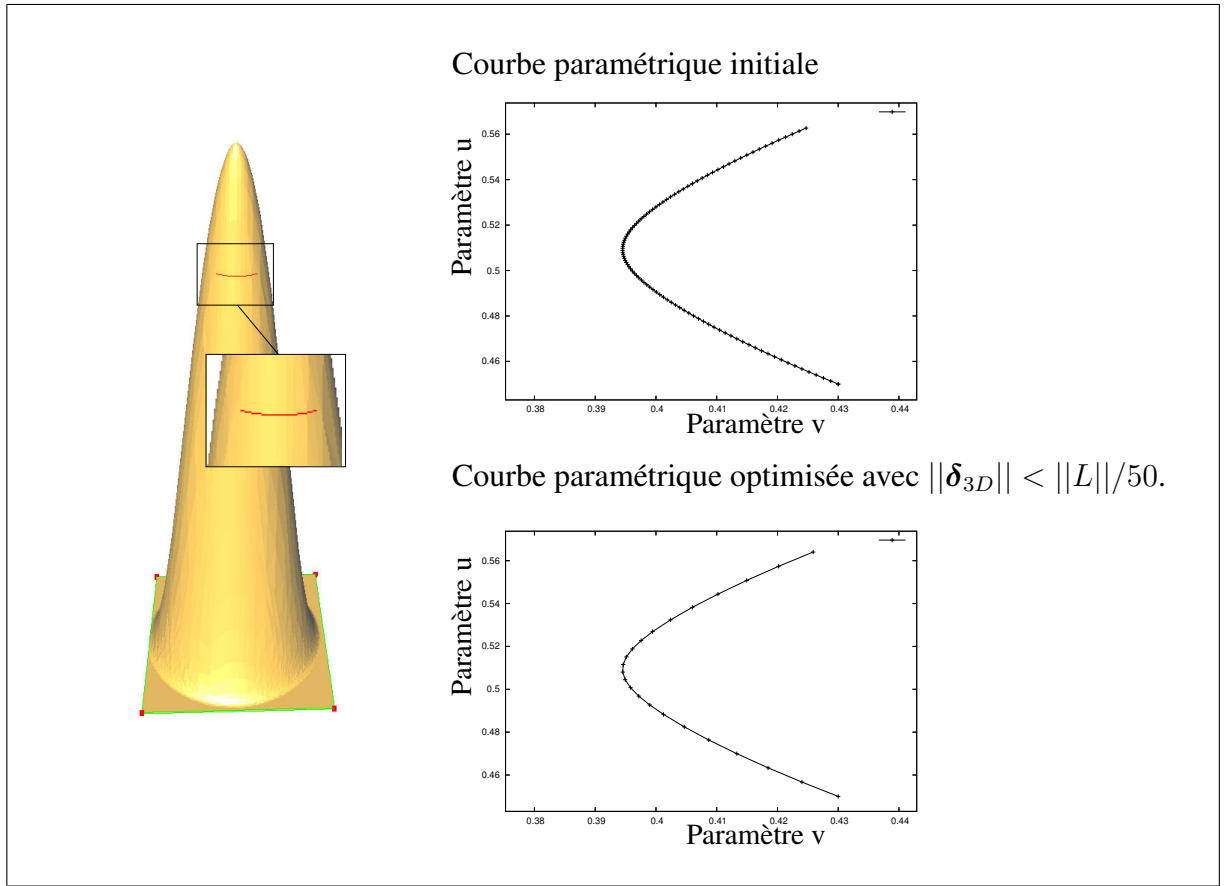 Courbe paramétrique initiale
Paramètre u
0.56
0.54
0.52
0.5
0.48
0.46
0.38 0.39 0.4 0.41 0.42 0.43 0.44
Paramètre v
Courbe paramétrique optimisée avec $||\boldsymbol{\delta}_{3D}|| < ||L||/50$.
Paramètre u
0.56
0.54
0.52
0.5
0.48
0.46
0.38 0.39 0.4 0.41 0.42 0.43 0.44
Paramètre v